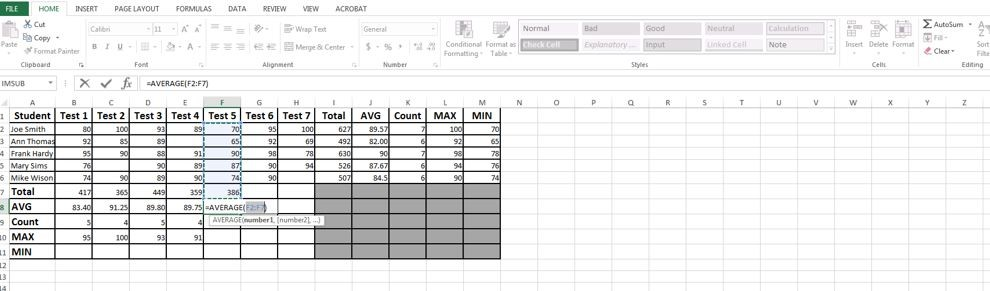 FILE HOME INSERT PAGE LAYOUT FORMULAS DATA REVIEW VIEW ACROBAT
Paste
Cut
Copy
Format Painter
Clipboard
Calibri 11
B I U
Font
Wrap Text
Merge & Center
Alignment
General
$ % ,
Number
Conditional Formatting
Format as Table
Normal Bad Good Neutral Calculation
Check Cell Explanatory ... Input Linked Cell Note
Styles
Insert Delete Format
Cells
AutoSum
Fill
Clear
Sort
Filter
Editing
IMSUB fx =AVERAGE(F2:F7)
A B C D E F G H I J K L M N O P Q R S T U V W X Y Z
1 Student Test 1 Test 2 Test 3 Test 4 Test 5 Test 6 Test 7 Total AVG Count MAX MIN
2 Joe Smith 80 100 93 89 70 95 100 627 89.57 7 100 70
3 Ann Thomas 92 85 89 65 92 69 492 82.00 6 92 65
4 Frank Hardy 95 90 88 91 90 98 78 630 90 7 98 78
5 Mary Sims 76 90 89 87 90 94 526 87.67 6 94 76
6 Mike Wison 74 90 89 90 74 90 507 84.5 6 90 74
7 Total 417 365 449 359 386
8 AVG 83.40 91.25 89.80 89.75 =AVERAGE(F2:F7)
AVERAGE(number1, [number2], ...)
9 Count 5 4 5 4
10 MAX 95 100 93 91
11 MIN
12
13
14